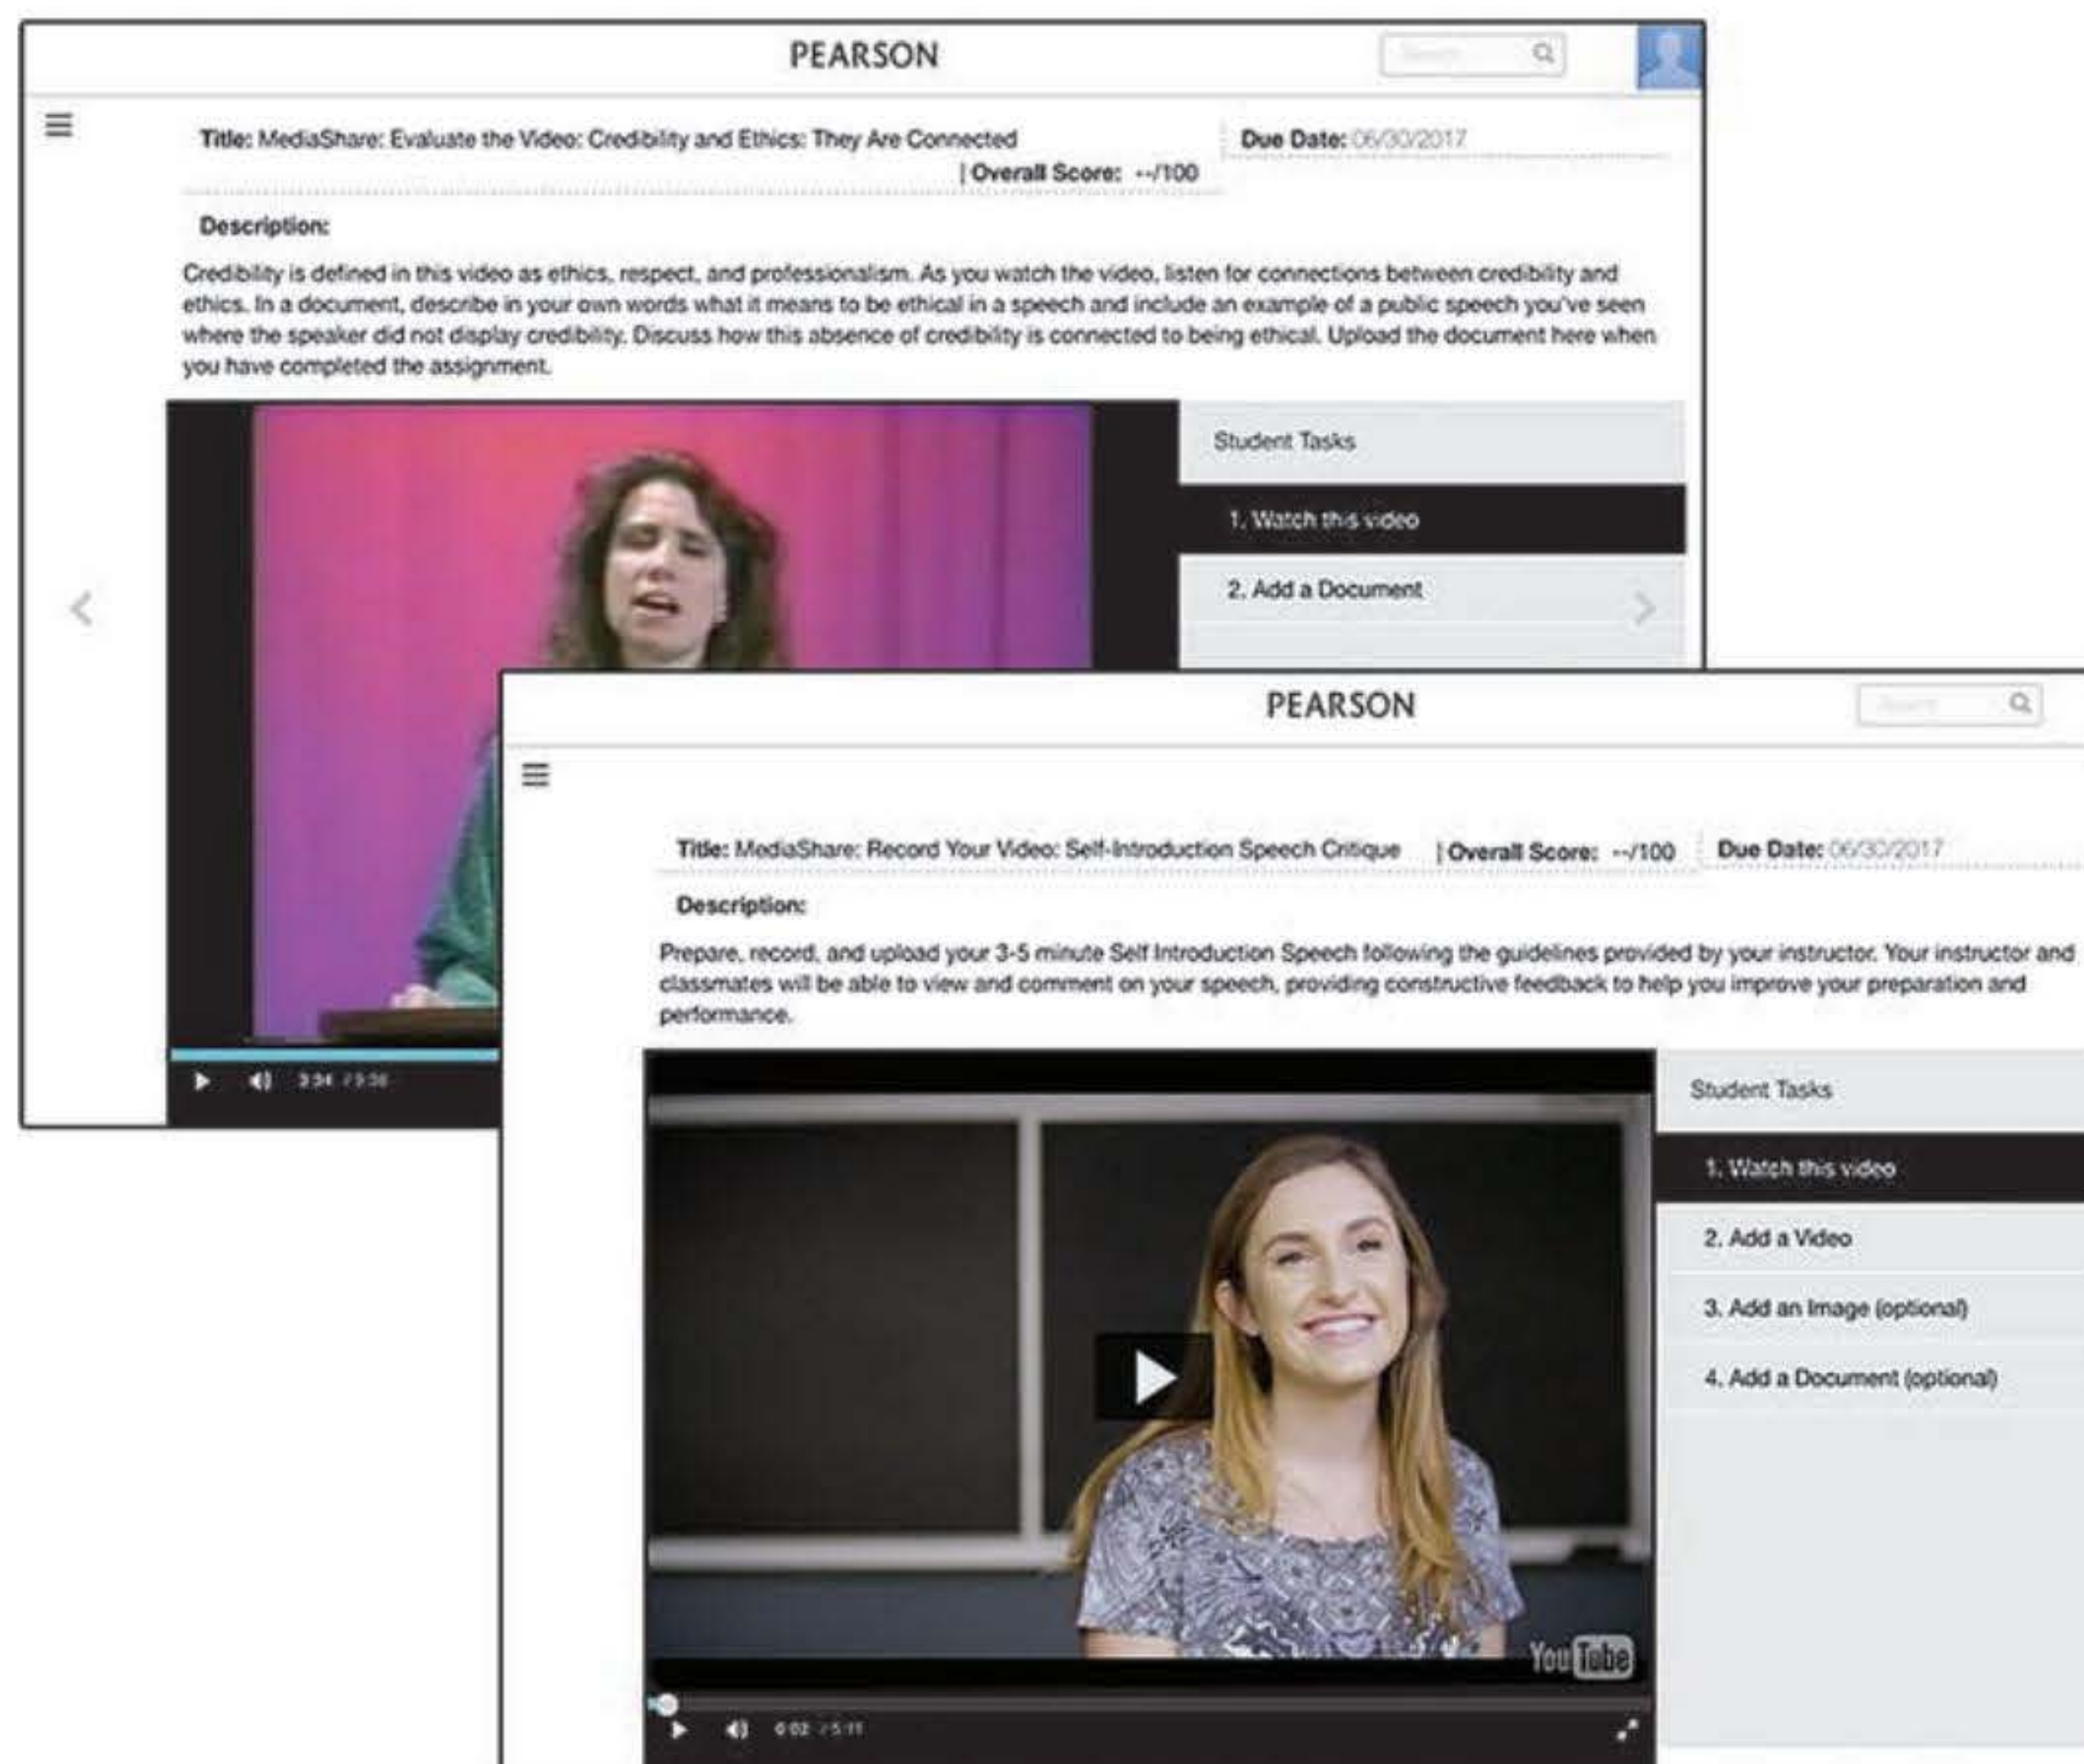 PEARSON
Title: MediaShare: Evaluate the Video: Credibility and Ethics: They Are Connected
Due Date: 06/30/2017
| Overall Score: --/100
Description:
Credibility is defined in this video as ethics, respect, and professionalism. As you watch the video, listen for connections between credibility and
ethics. In a document, describe in your own words what it means to be ethical in a speech and include an example of a public speech you've seen
where the speaker did not display credibility. Discuss how this absence of credibility is connected to being ethical. Upload the document here when
you have completed the assignment.
Student Tasks
1. Watch this video
2. Add a Document
3:34
PEARSON
Title: MediaShare: Record Your Video: Self-Introduction Speech Critique | Overall Score: --/100 Due Date: 06/30/2017
Description:
Prepare, record, and upload your 3-5 minute Self Introduction Speech following the guidelines provided by your instructor. Your instructor and
classmates will be able to view and comment on your speech, providing constructive feedback to help you improve your preparation and
performance.
Student Tasks
1. Watch this video
2. Add a Video
3. Add an Image (optional)
4. Add a Document (optional)
YouTube
0:02 / 5:11